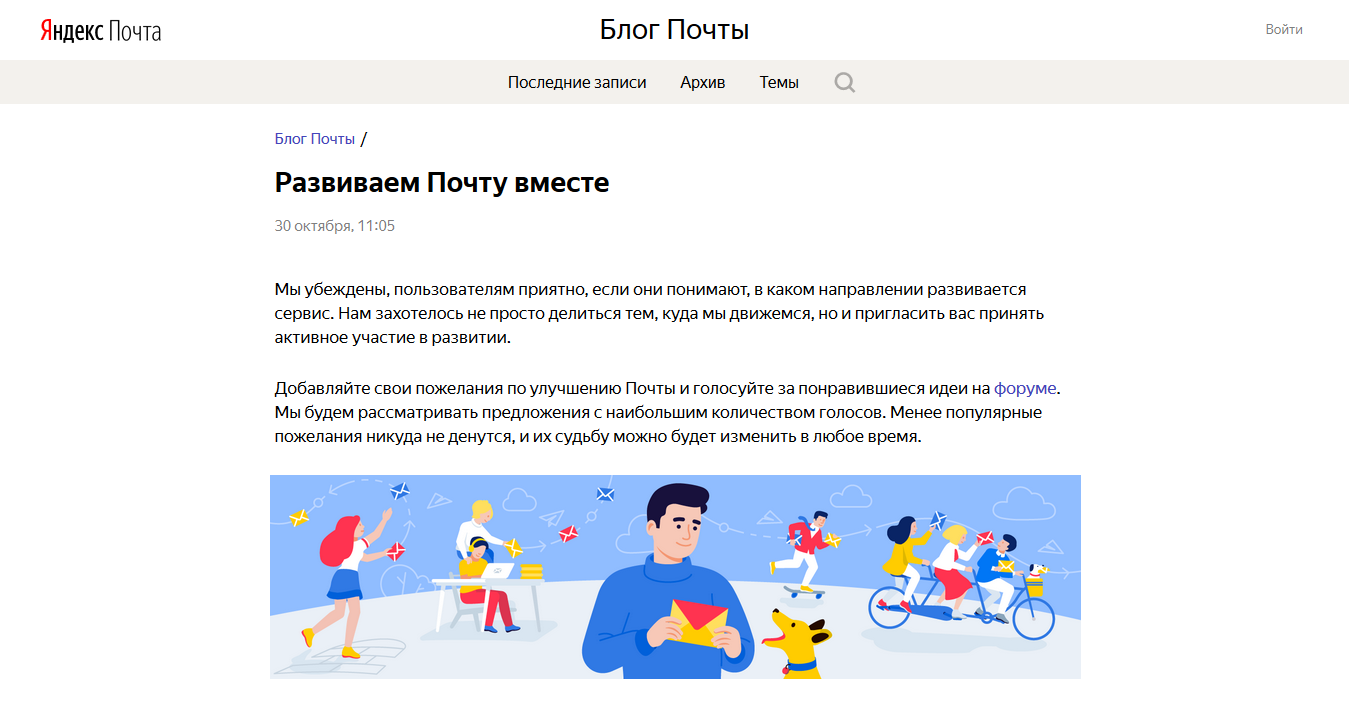 Яндекс Почта
Блог Почты
Войти
Последние записи
Архив
Темы
Блог Почты /
Развиваем Почту вместе
30 октября, 11:05
Мы убеждены, пользователям приятно, если они понимают, в каком направлении развивается
сервис. Нам захотелось не просто делиться тем, куда мы движемся, но и пригласить вас принять
активное участие в развитии.
Добавляйте свои пожелания по улучшению Почты и голосуйте за понравившиеся идеи на форуме.
Мы будем рассматривать предложения с наибольшим количеством голосов. Менее популярные
пожелания никуда не денутся, и их судьбу можно будет изменить в любое время.